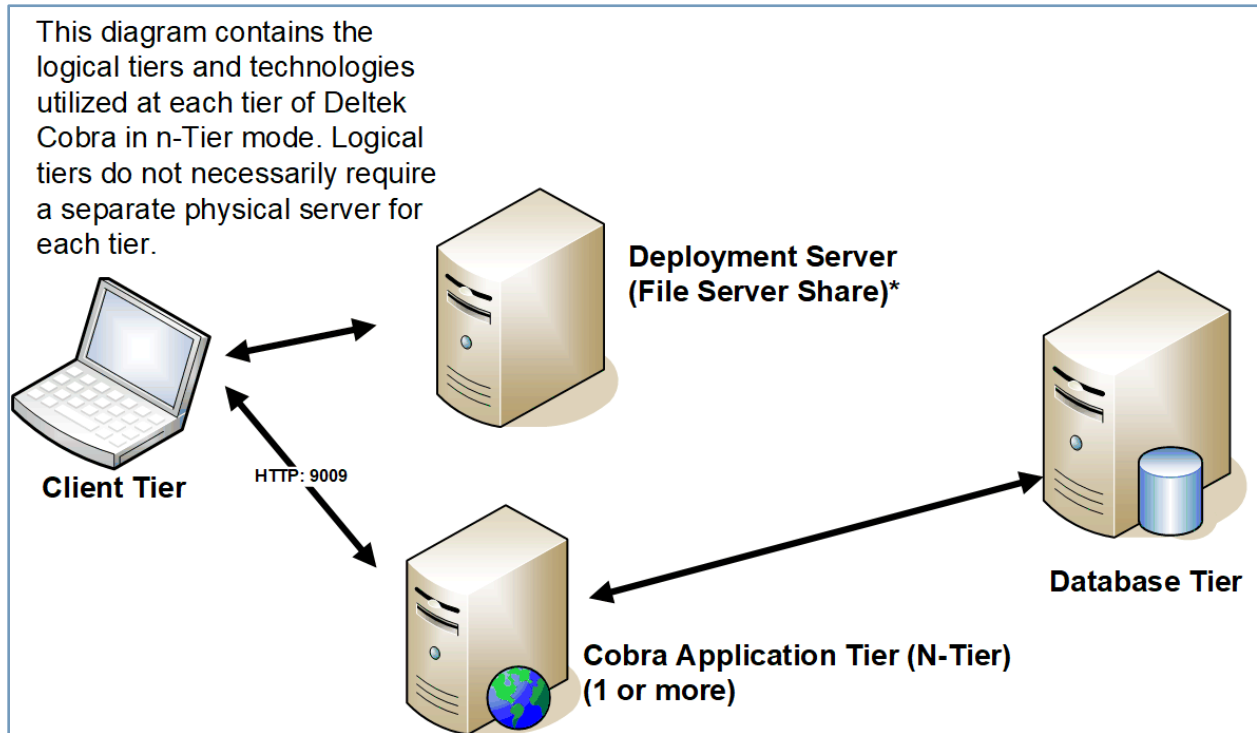 This diagram contains the
logical tiers and technologies
utilized at each tier of Deltek
Cobra in n-Tier mode. Logical
tiers do not necessarily require
a separate physical server for
each tier.
Deployment Server
(File Server Share)*
Client Tier
HTTP: 9009
Database Tier
Cobra Application Tier (N-Tier)
(1 or more)